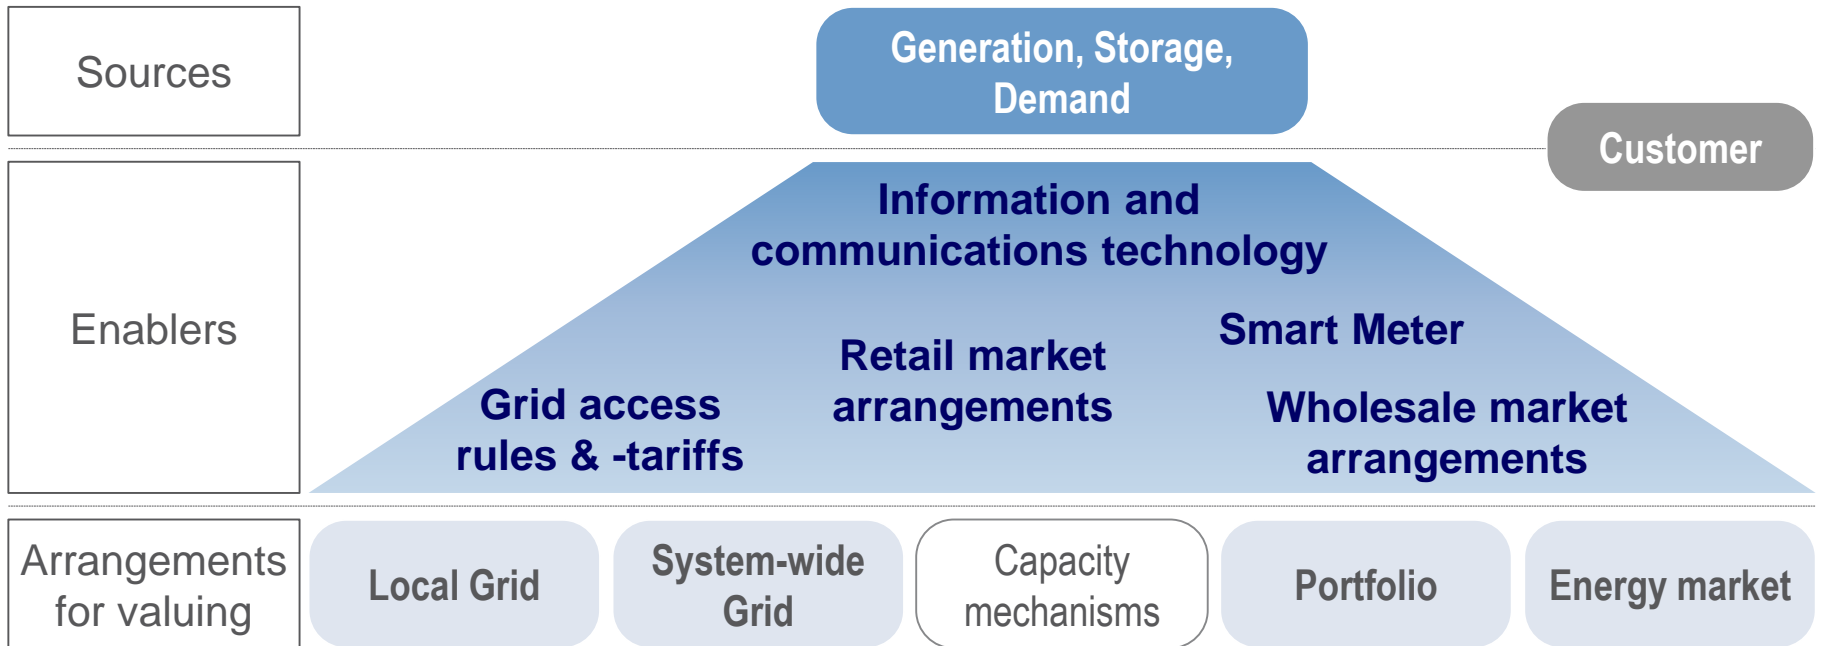 Sources
Generation, Storage,
Demand
Customer
Enablers
Information and
communications technology
Smart Meter
Retail market
arrangements
Grid access
rules & -tariffs
Wholesale market
arrangements
Arrangements
for valuing
Local Grid
System-wide
Grid
Capacity
mechanisms
Portfolio
Energy market